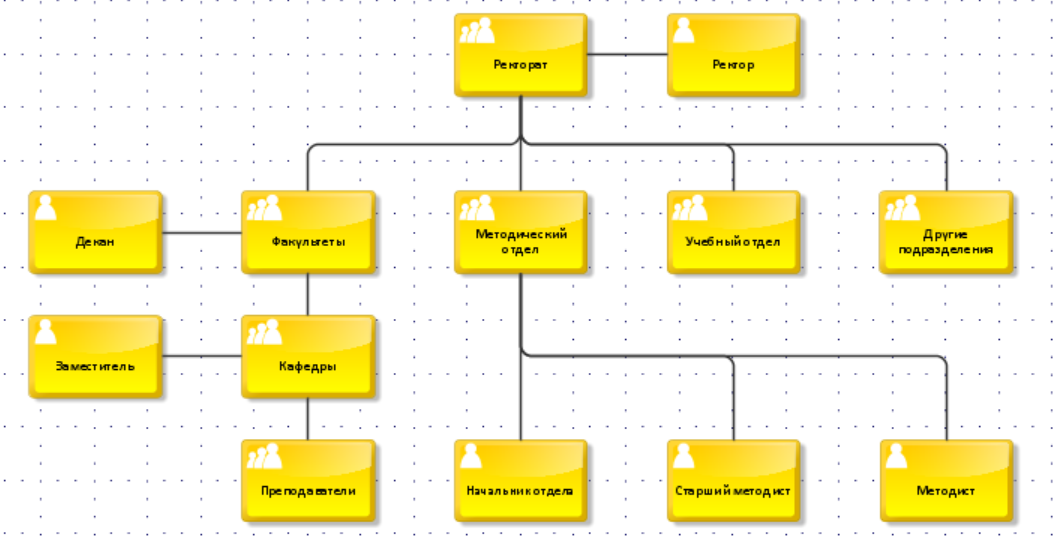 Ректорат
Ректор
Декан
Факультеты
Методический
отдел
Учебный отдел
Другие
подразделения
Заместитель
Кафедры
Преподаватели
Начальник отдела
Старший методист
Методист